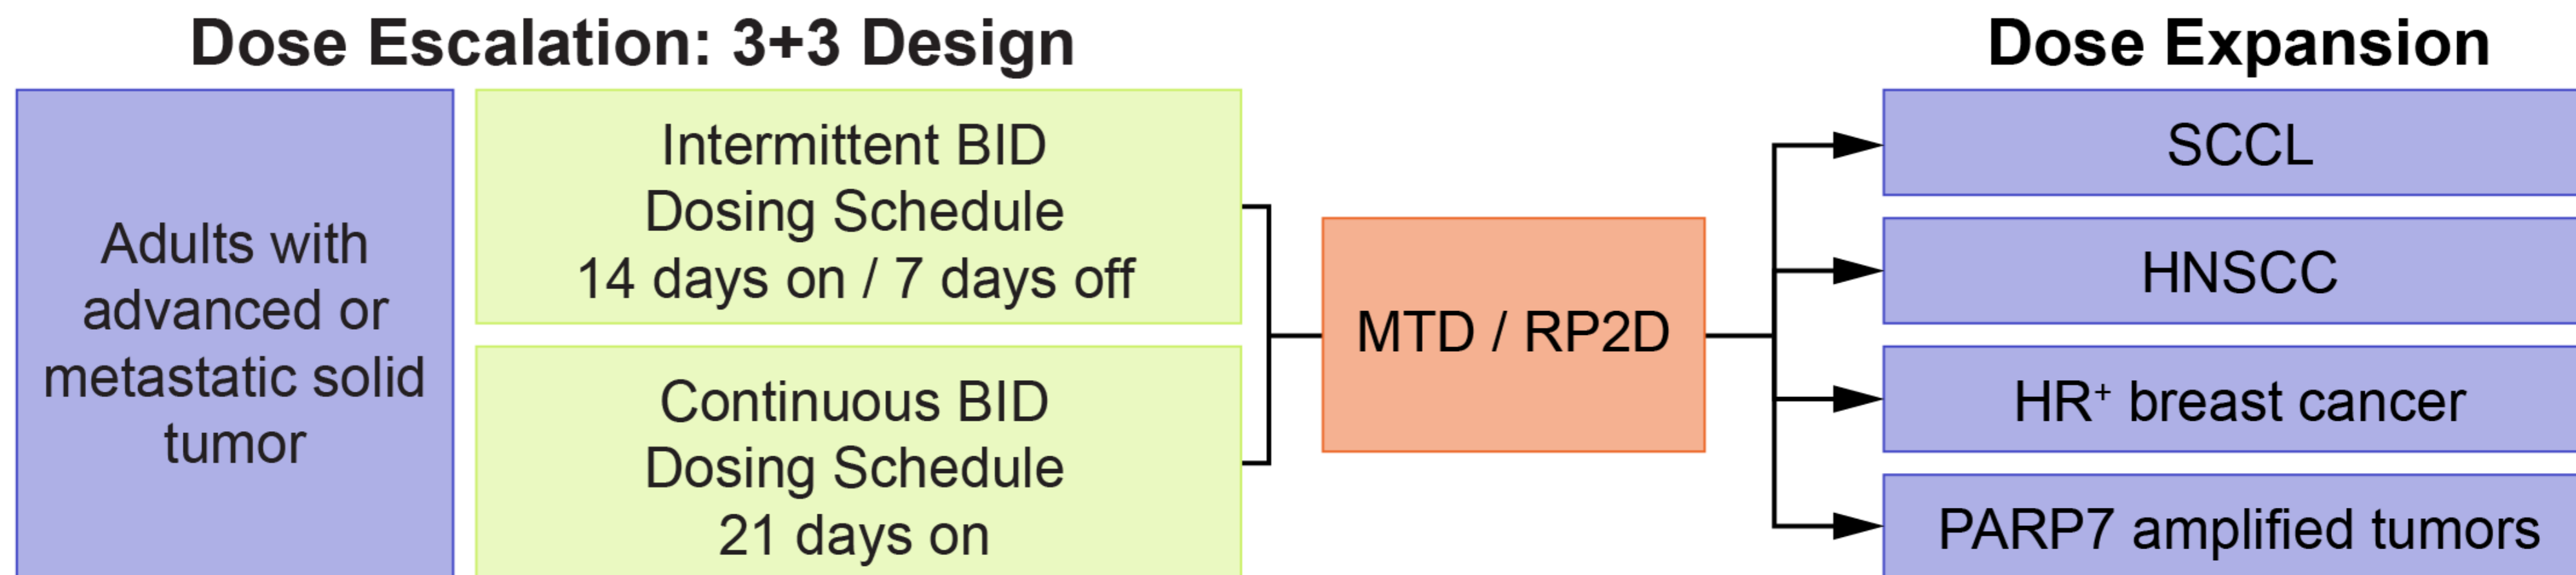 Dose Escalation: 3+3 Design
Adults with
advanced or
metastatic solid
tumor
Intermittent BID
Dosing Schedule
14 days on / 7 days off
Continuous BID
Dosing Schedule
21 days on
MTD / RP2D
Dose Expansion
SCCL
HNSCC
HR⁺ breast cancer
PARP7 amplified tumors